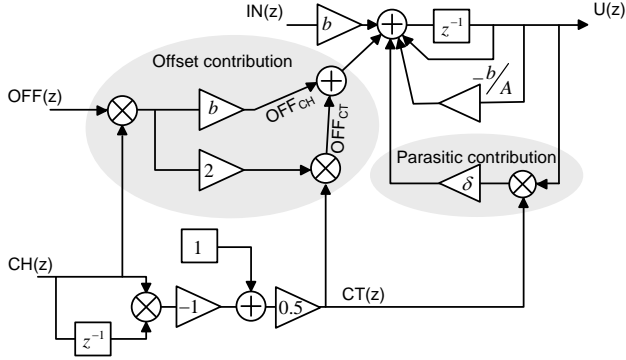 IN(z)
b
+
z⁻¹
U(z)
Offset contribution
−b/A
OFF(z)
×
b
OFF_CH
+
OFF_CT
2
×
Parasitic contribution
δ
×
1
CH(z)
×
−1
+
0.5
CT(z)
z⁻¹